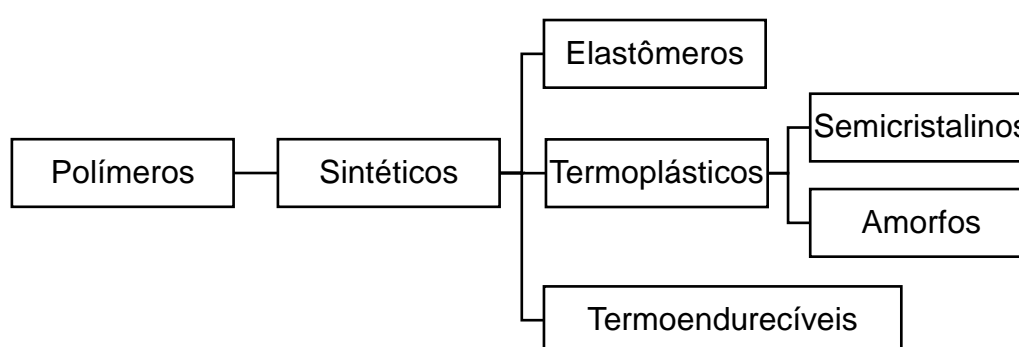 Elastômeros
Semicristalinos
Polímeros
Sintéticos
Termoplásticos
Amorfos
Termoendurecíveis